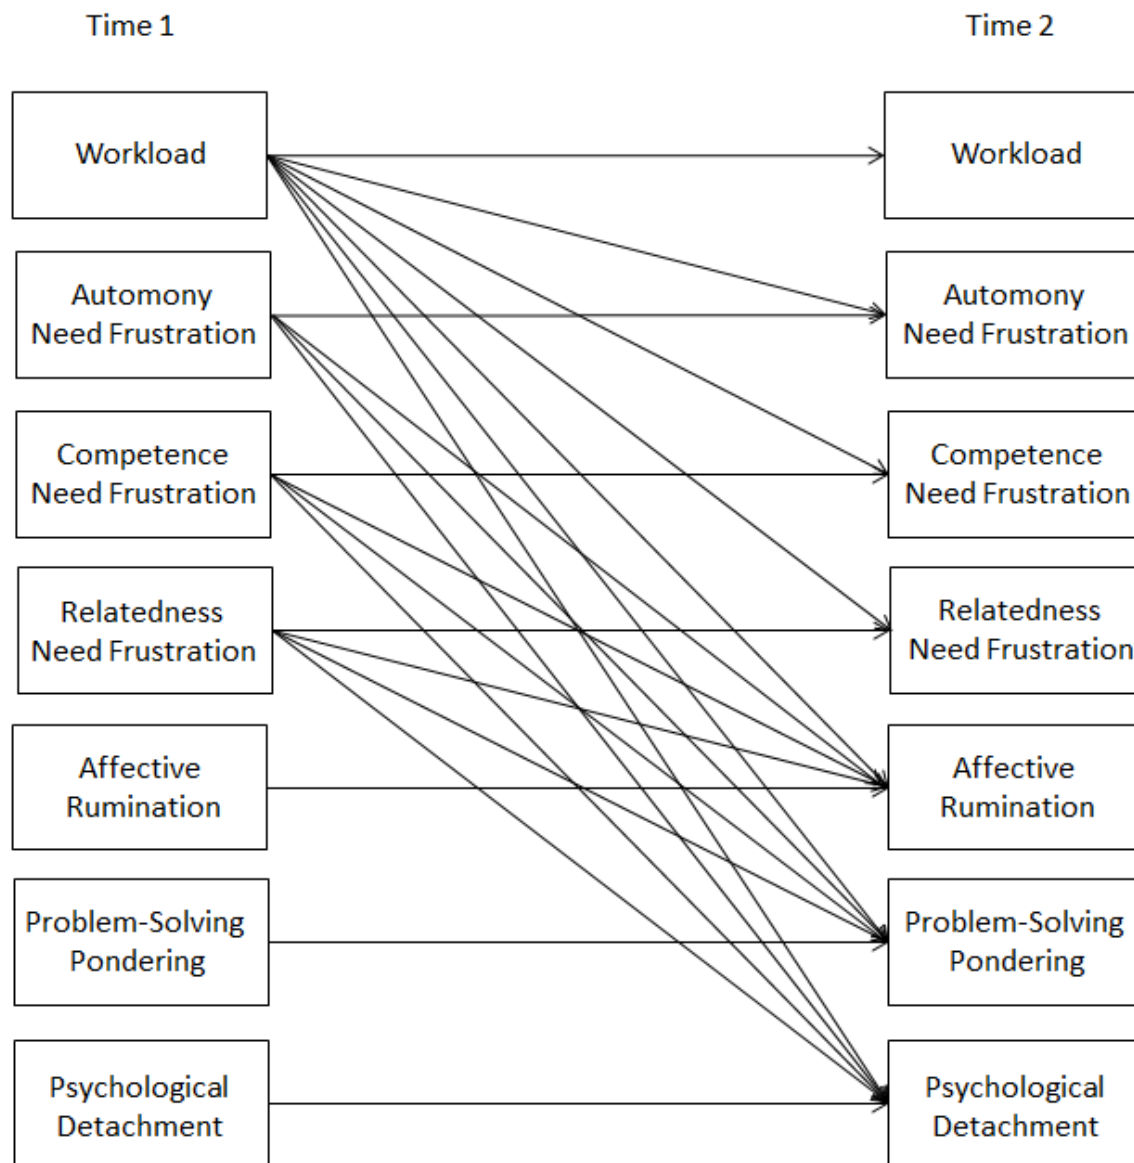 Time 1
Time 2
Workload
Workload
Automony
Need Frustration
Automony
Need Frustration
Competence
Need Frustration
Competence
Need Frustration
Relatedness
Need Frustration
Relatedness
Need Frustration
Affective
Rumination
Affective
Rumination
Problem-Solving
Pondering
Problem-Solving
Pondering
Psychological
Detachment
Psychological
Detachment